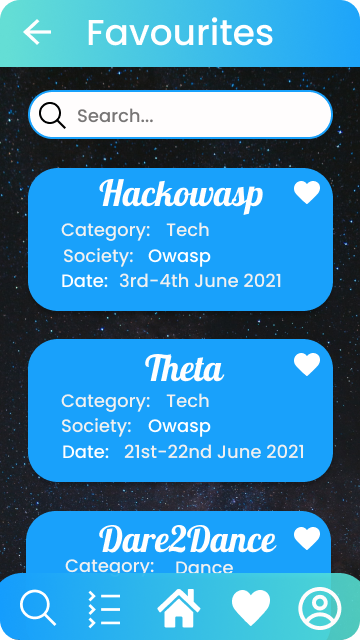 Favourites
Search...
Hackowasp
Category: Tech
Society: Owasp
Date: 3rd-4th June 2021
Theta
Category: Tech
Society: Owasp
Date: 21st-22nd June 2021
Dare2Dance
Category: Dance